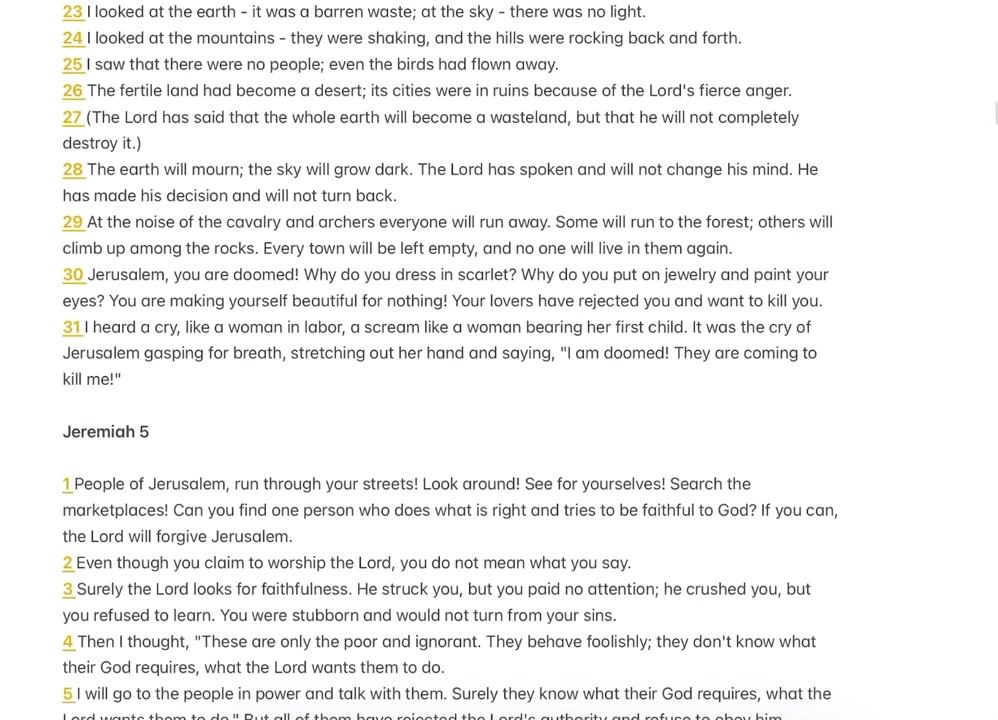 23 I looked at the earth - it was a barren waste; at the sky - there was no light.
24 I looked at the mountains - they were shaking, and the hills were rocking back and forth.
25 I saw that there were no people; even the birds had flown away.
26 The fertile land had become a desert; its cities were in ruins because of the Lord's fierce anger.
27 (The Lord has said that the whole earth will become a wasteland, but that he will not completely
destroy it.)
28 The earth will mourn; the sky will grow dark. The Lord has spoken and will not change his mind. He
has made his decision and will not turn back.
29 At the noise of the cavalry and archers everyone will run away. Some will run to the forest; others will
climb up among the rocks. Every town will be left empty, and no one will live in them again.
30 Jerusalem, you are doomed! Why do you dress in scarlet? Why do you put on jewelry and paint your
eyes? You are making yourself beautiful for nothing! Your lovers have rejected you and want to kill you.
31 I heard a cry, like a woman in labor, a scream like a woman bearing her first child. It was the cry of
Jerusalem gasping for breath, stretching out her hand and saying, "I am doomed! They are coming to
kill me!"
Jeremiah 5
1 People of Jerusalem, run through your streets! Look around! See for yourselves! Search the
marketplaces! Can you find one person who does what is right and tries to be faithful to God? If you can,
the Lord will forgive Jerusalem.
2 Even though you claim to worship the Lord, you do not mean what you say.
3 Surely the Lord looks for faithfulness. He struck you, but you paid no attention; he crushed you, but
you refused to learn. You were stubborn and would not turn from your sins.
4 Then I thought, "These are only the poor and ignorant. They behave foolishly; they don't know what
their God requires, what the Lord wants them to do.
5 I will go to the people in power and talk with them. Surely they know what their God requires, what the
Lord wants them to do." But all of them have rejected the Lord's authority and refuse to obey him.